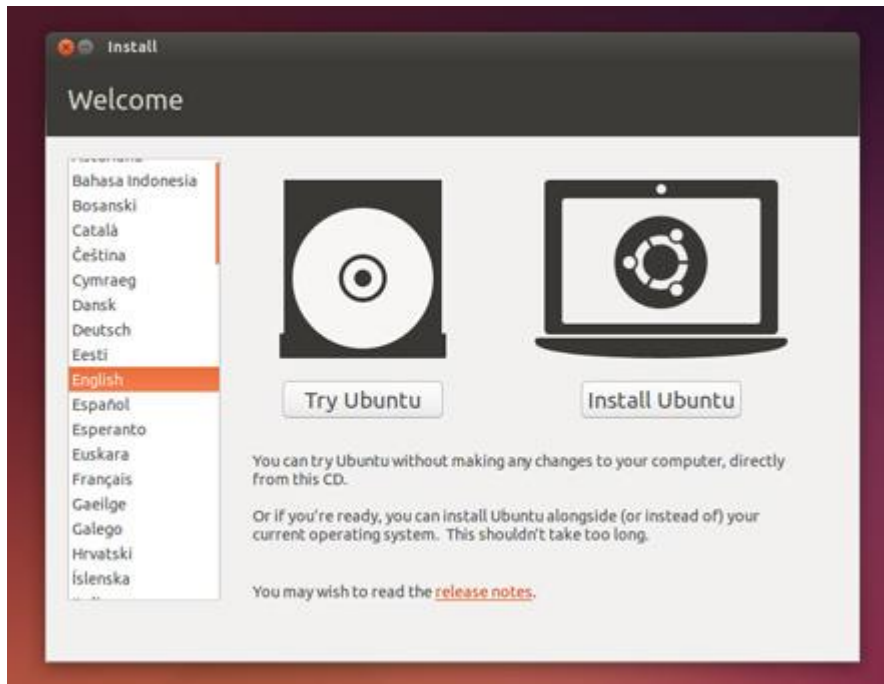 Install
Welcome
Bahasa Indonesia
Bosanski
Català
Čeština
Cymraeg
Dansk
Deutsch
Eesti
English
Español
Esperanto
Euskara
Français
Gaeilge
Galego
Hrvatski
Íslenska
Try Ubuntu
Install Ubuntu
You can try Ubuntu without making any changes to your computer, directly
from this CD.
Or if you're ready, you can install Ubuntu alongside (or instead of) your
current operating system. This shouldn't take too long.
You may wish to read the release notes.